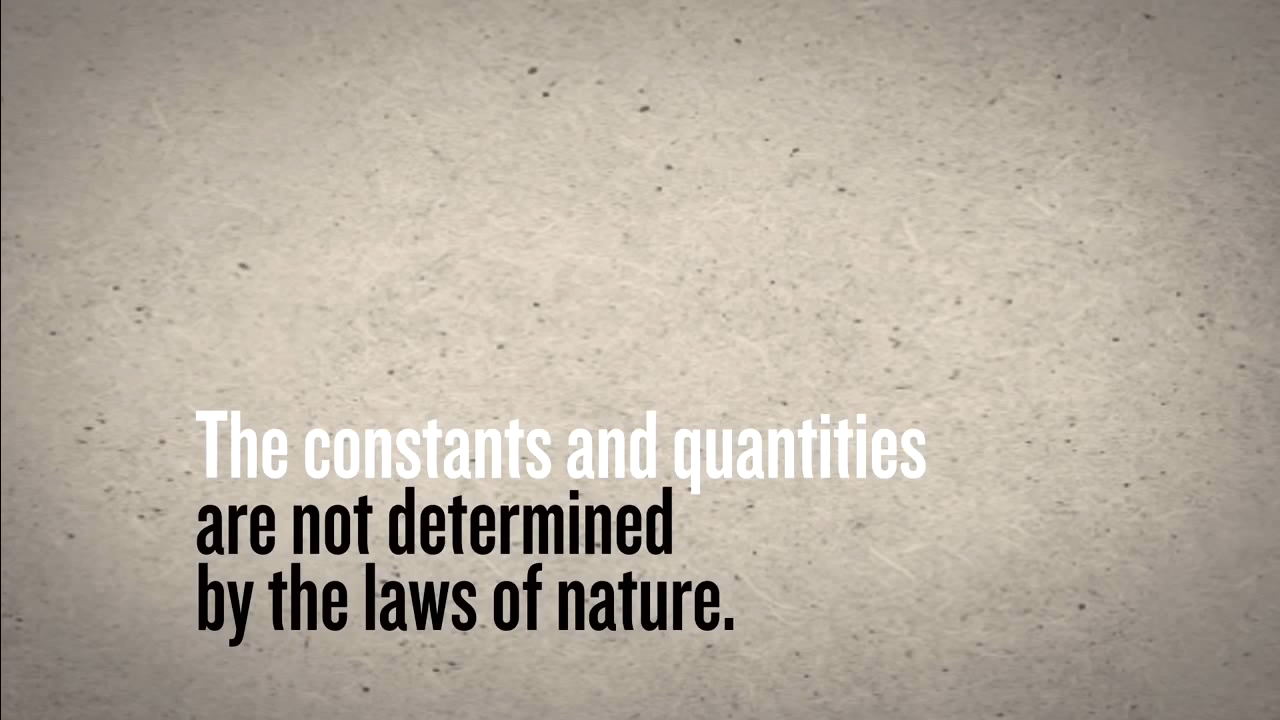 The constants and quantities
are not determined
by the laws of nature.